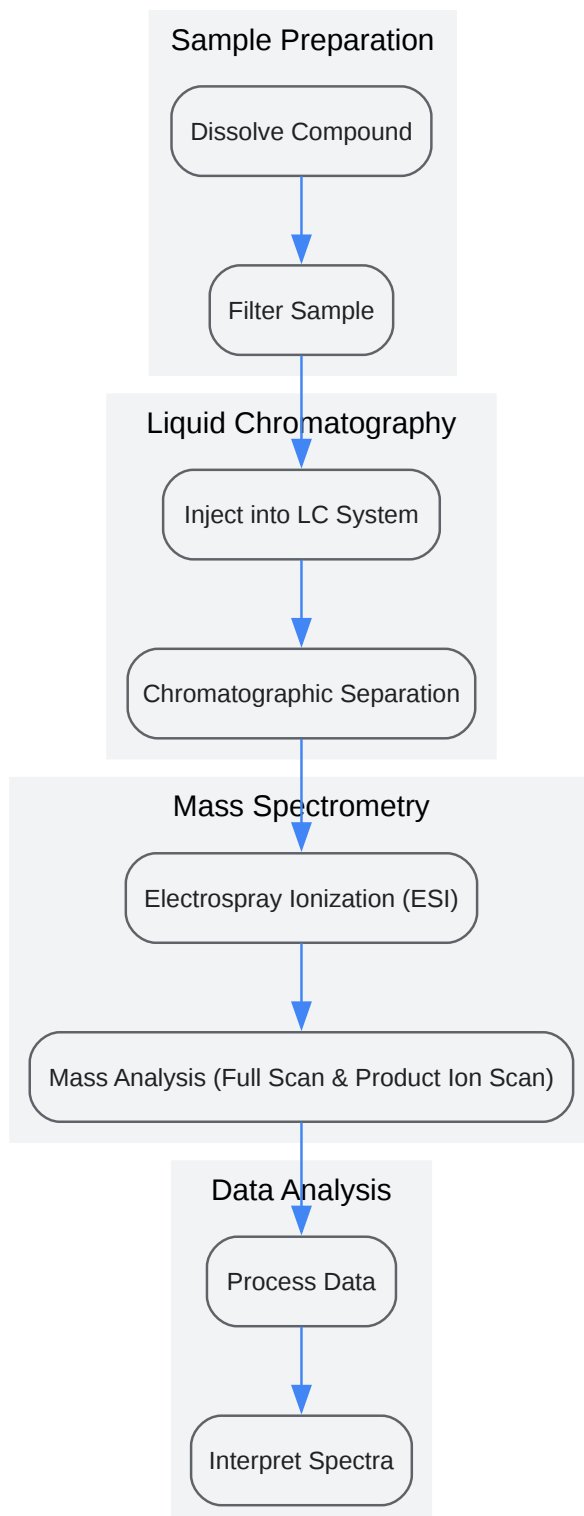 Sample Preparation
Dissolve Compound
Filter Sample
Liquid Chromatography
Inject into LC System
Chromatographic Separation
Mass Spectrometry
Electrospray Ionization (ESI)
Mass Analysis (Full Scan & Product Ion Scan)
Data Analysis
Process Data
Interpret Spectra